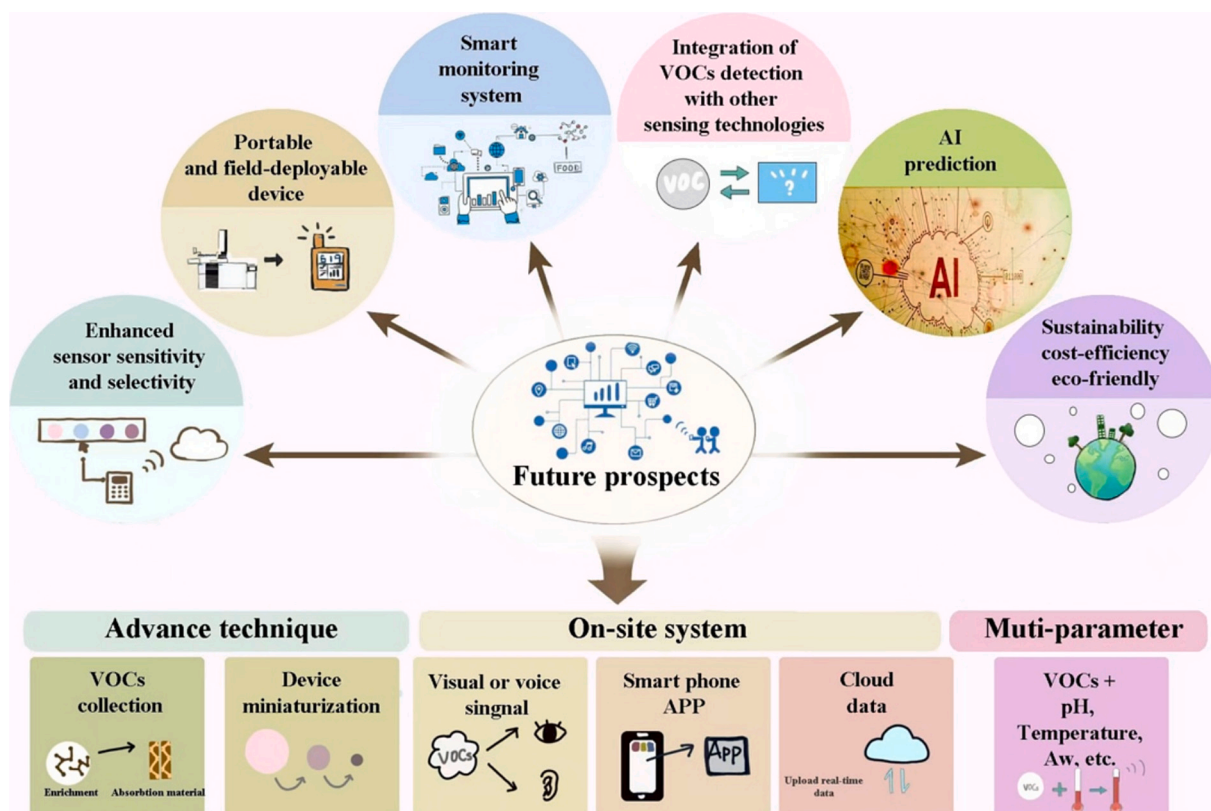 Smart
monitoring
system
Integration of
VOCs detection
with other
sensing technologies
Portable
and field-deployable
device
AI
prediction
FOOD
VOC
?
AI
Enhanced
sensor sensitivity
and selectivity
Sustainability
cost-efficiency
eco-friendly
Future prospects
Advance technique
On-site system
Muti-parameter
VOCs
collection
Enrichment
Absorbtion material
Device
miniaturization
Visual or voice
singnal
VOCs
Smart phone
APP
APP
Cloud
data
Upload real-time
data
VOCs +
pH,
Temperature,
Aw, etc.
VOCs
+